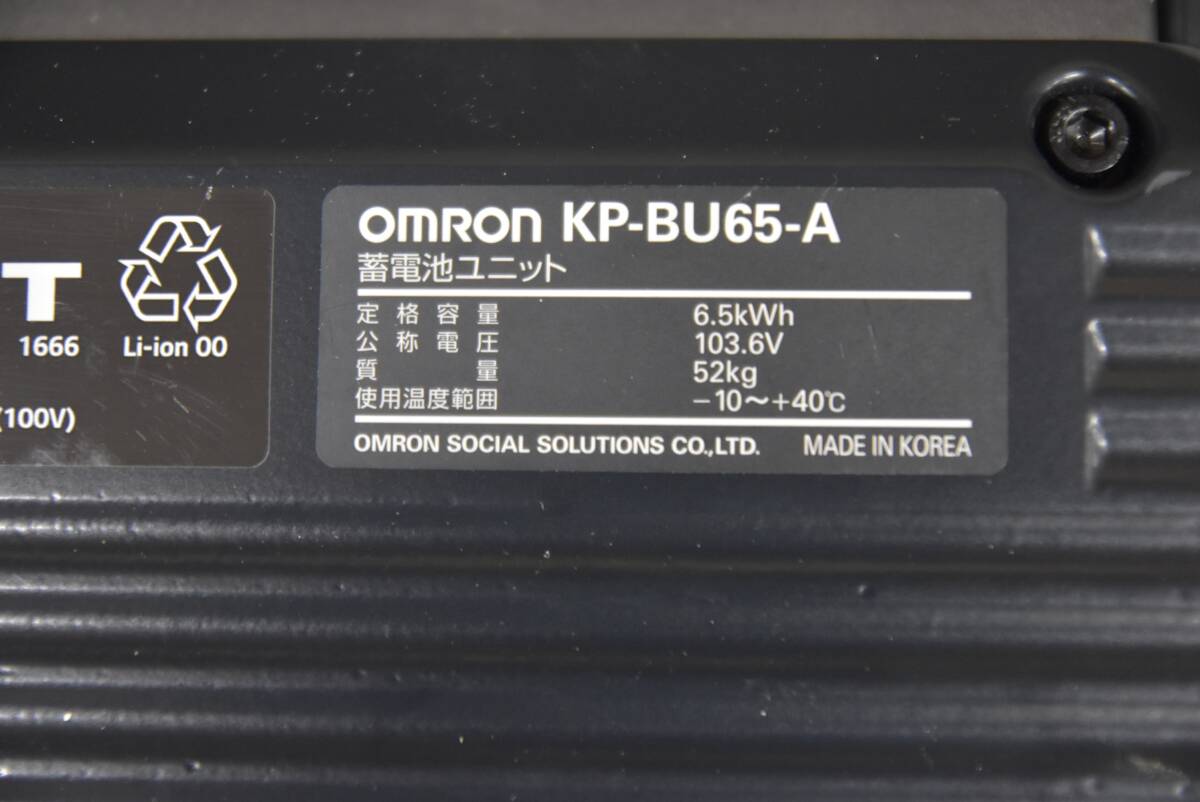 T
1666
Li-ion 00
(100V)
OMRON KP-BU65-A
蓄電池ユニット
定格容量 6.5kWh
公称電圧 103.6V
質量 52kg
使用温度範囲 −10〜+40℃
OMRON SOCIAL SOLUTIONS CO.,LTD. MADE IN KOREA